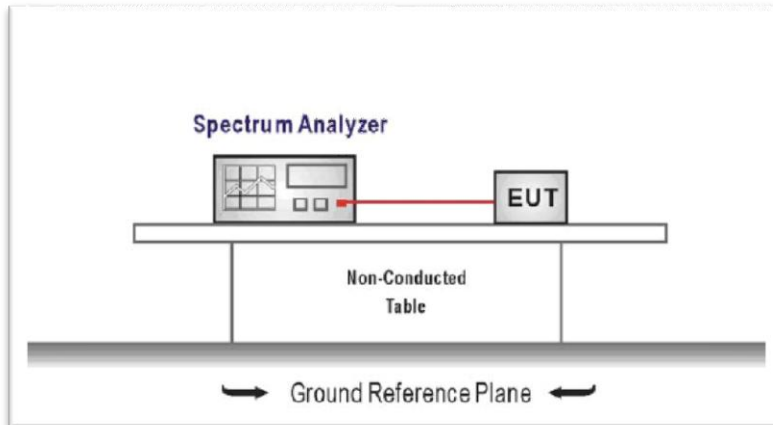 Spectrum Analyzer
EUT
Non-Conducted
Table
Ground Reference Plane